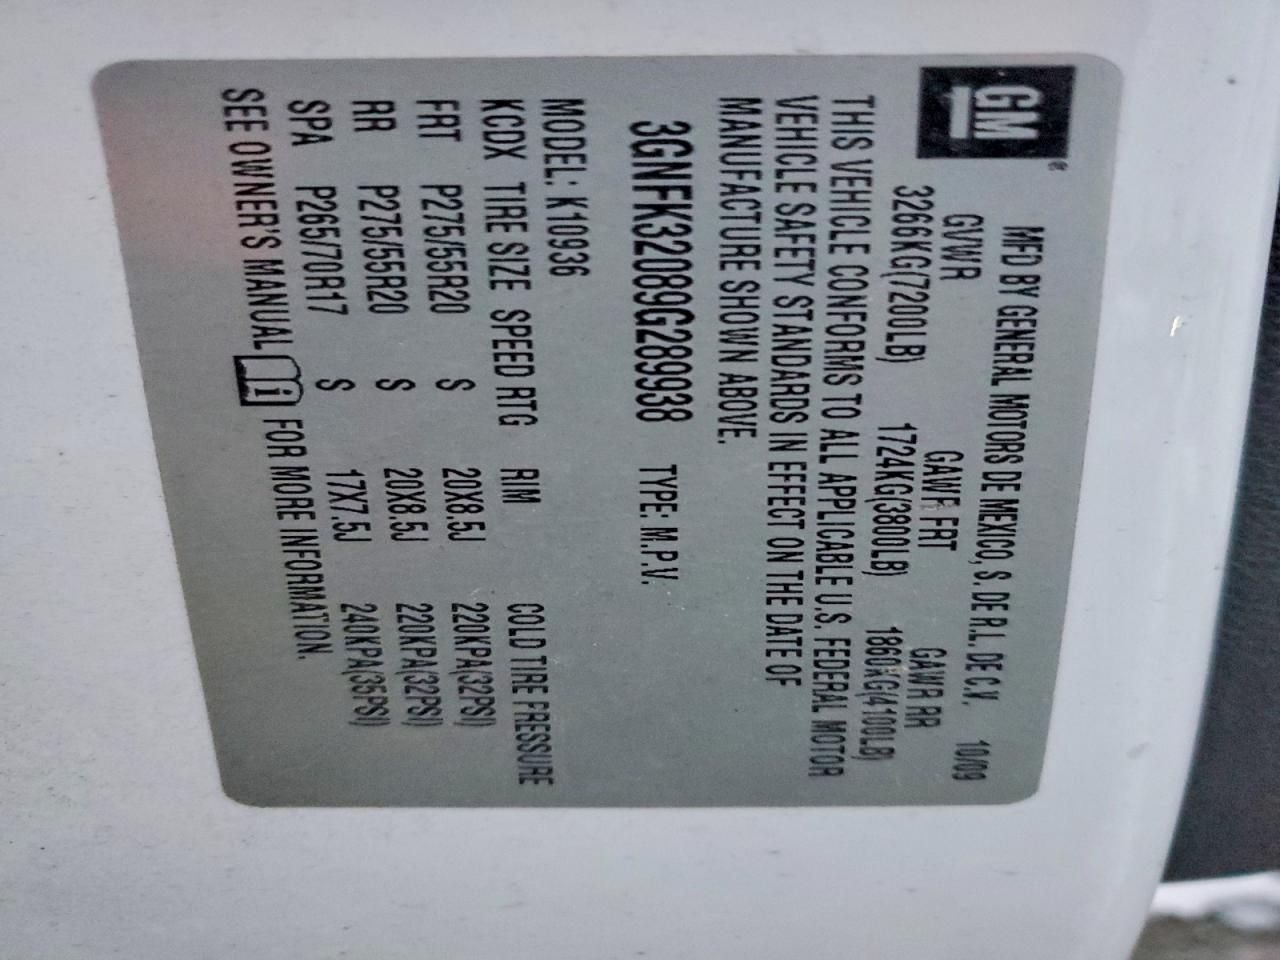 GM®
MFD BY GENERAL MOTORS DE MEXICO, S. DE R.L. DE C.V. 10/09
GVWR GAWR FRT GAWR RR
3266KG(7200LB) 1724KG(3800LB) 1860KG(4100LB)
THIS VEHICLE CONFORMS TO ALL APPLICABLE U.S. FEDERAL MOTOR
VEHICLE SAFETY STANDARDS IN EFFECT ON THE DATE OF
MANUFACTURE SHOWN ABOVE.
3GNFK32089G289938 TYPE: M.P.V.
MODEL: K10936
KCDX TIRE SIZE SPEED RTG RIM COLD TIRE PRESSURE
FRT P275/55R20 S 20X8.5J 220KPA(32PSI)
RR P275/55R20 S 20X8.5J 220KPA(32PSI)
SPA P265/70R17 S 17X7.5J 240KPA(35PSI)
SEE OWNER'S MANUAL i FOR MORE INFORMATION.